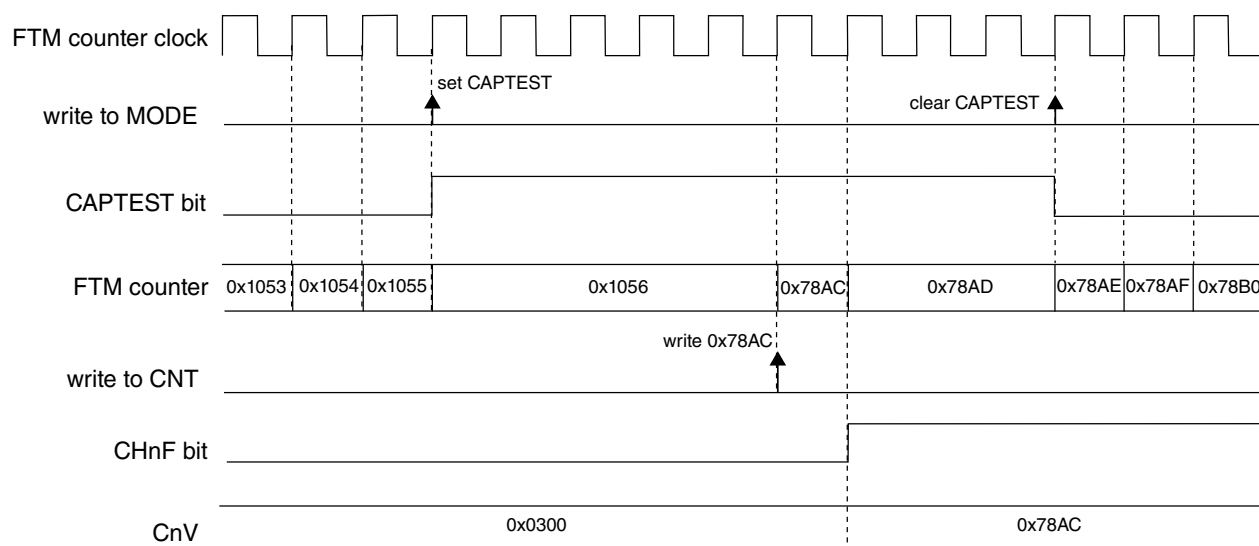 FTM counter clock
set CAPTEST
write to MODE
clear CAPTEST
CAPTEST bit
FTM counter 0x1053 0x1054 0x1055 0x1056 0x78AC 0x78AD 0x78AE 0x78AF 0x78B0
write 0x78AC
write to CNT
CHnF bit
CnV 0x0300 0x78AC